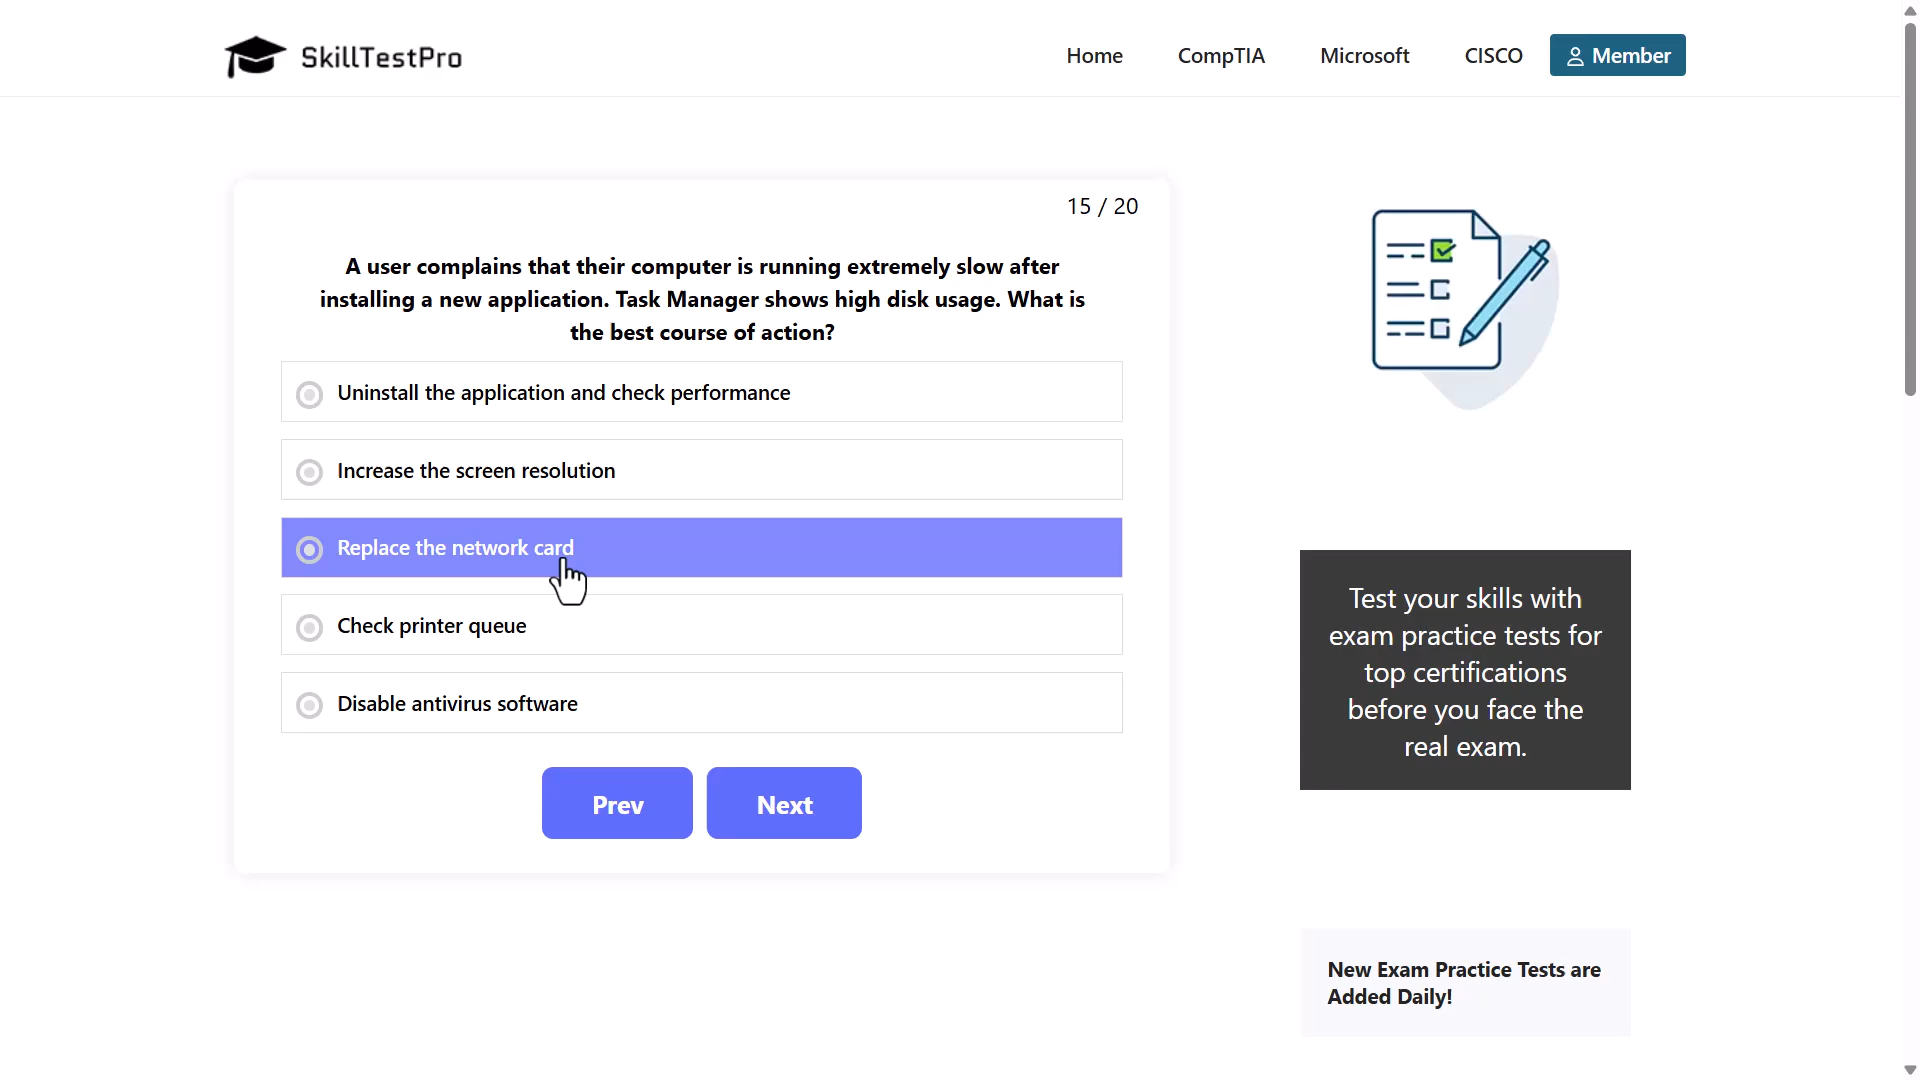 SkillTestPro
Home
CompTIA
Microsoft
CISCO
Member
15 / 20
A user complains that their computer is running extremely slow after
installing a new application. Task Manager shows high disk usage. What is
the best course of action?
Uninstall the application and check performance
Increase the screen resolution
Replace the network card
Check printer queue
Disable antivirus software
Prev
Next
Test your skills with
exam practice tests for
top certifications
before you face the
real exam.
New Exam Practice Tests are
Added Daily!